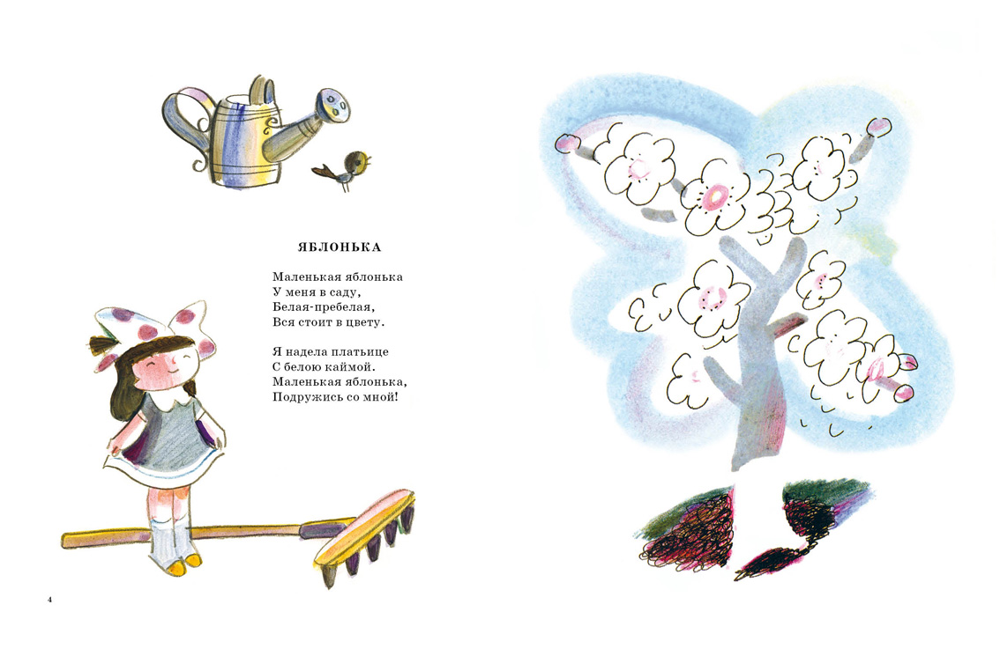 ЯБЛОНЬКА
Маленькая яблонька
У меня в саду,
Белая-пребелая,
Вся стоит в цвету.
Я надела платьице
С белою каймой.
Маленькая яблонька,
Подружись со мной!
4